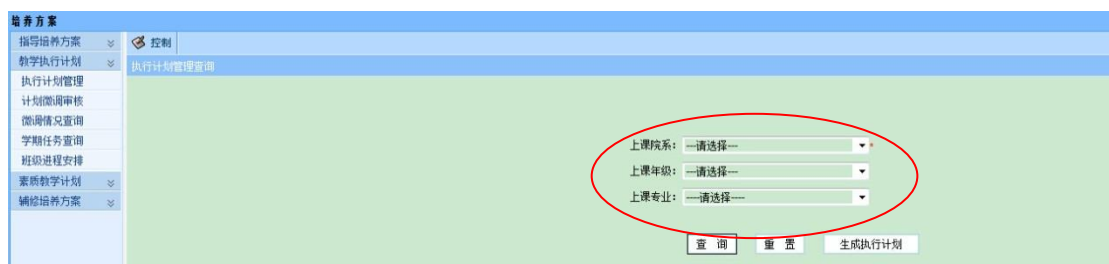 培养方案
指导培养方案
控制
教学执行计划
执行计划管理查询
执行计划管理
计划微调审核
微调情况查询
学期任务查询
班级进程安排
素质教学计划
辅修培养方案
上课院系: ---请选择--- *
上课年级: ---请选择---
上课专业: ----请选择----
查 询
重 置
生成执行计划